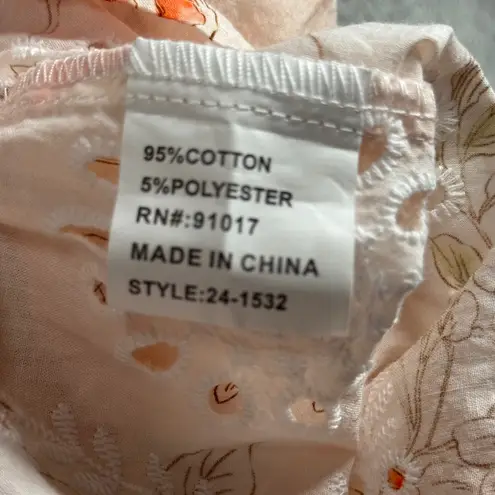 95%COTTON
5%POLYESTER
RN#:91017
MADE IN CHINA
STYLE:24-1532